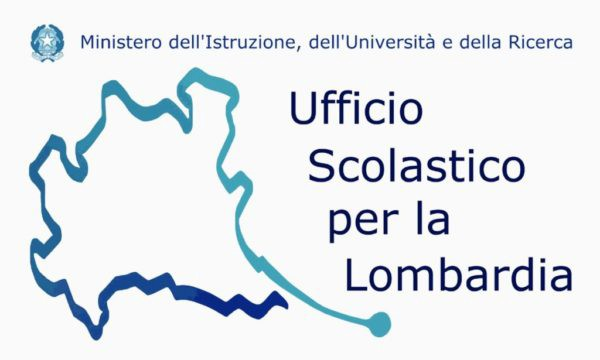 Ministero dell'Istruzione, dell'Università e della Ricerca
Ufficio
Scolastico
per la
Lombardia